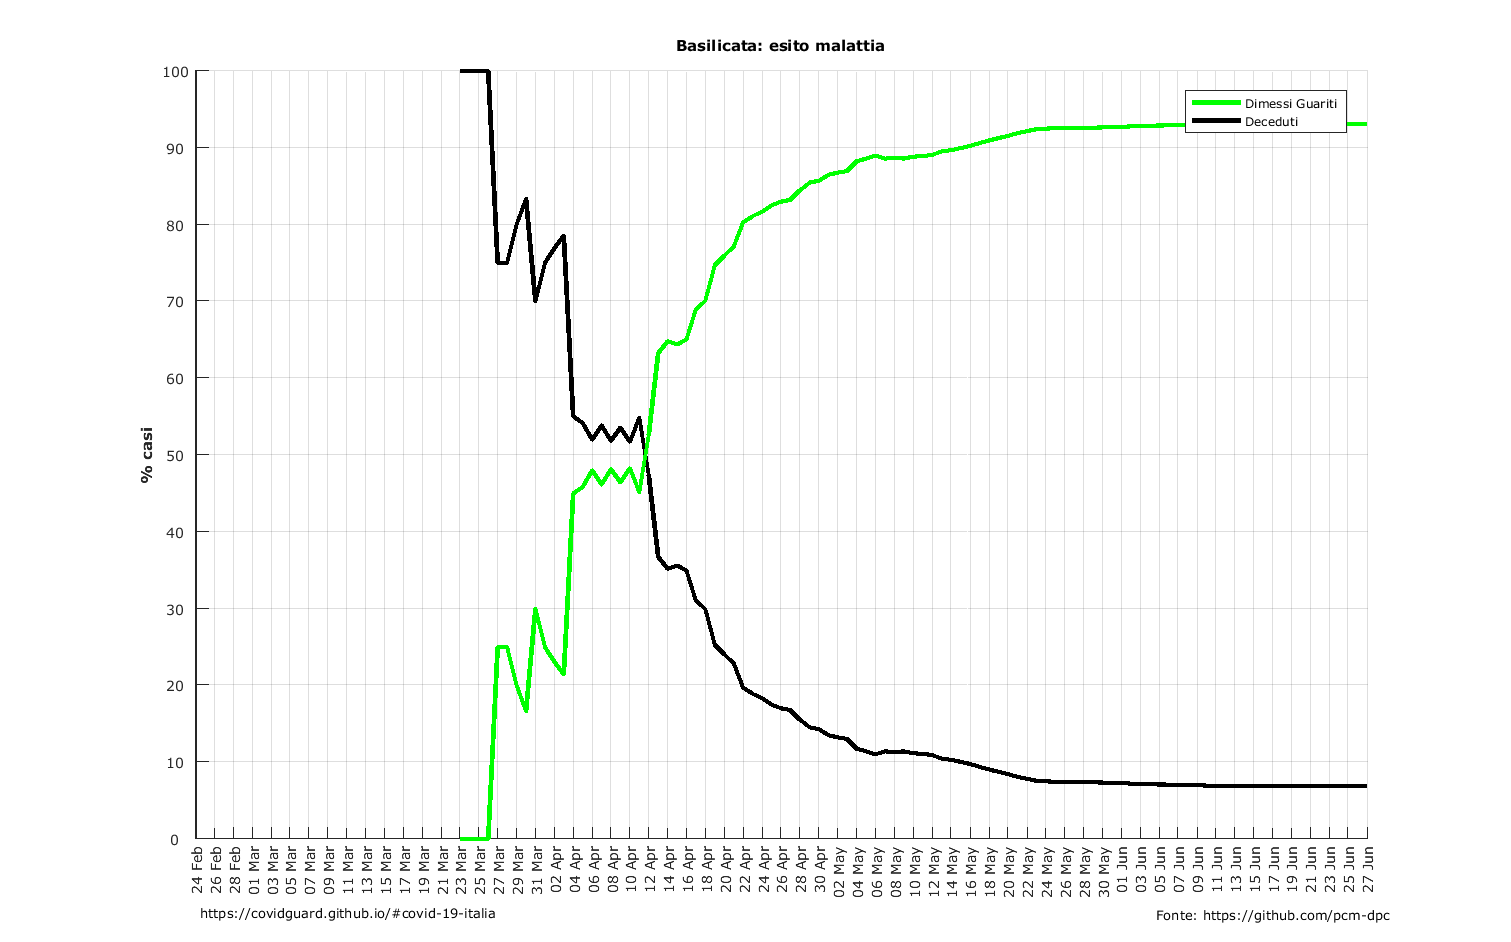 Basilicata: esito malattia
100
90
80
70
60
50
40
30
20
10
0
% casi
Dimessi Guariti
Deceduti
24 Feb
26 Feb
28 Feb
01 Mar
03 Mar
05 Mar
07 Mar
09 Mar
11 Mar
13 Mar
15 Mar
17 Mar
19 Mar
21 Mar
23 Mar
25 Mar
27 Mar
29 Mar
31 Mar
02 Apr
04 Apr
06 Apr
08 Apr
10 Apr
12 Apr
14 Apr
16 Apr
18 Apr
20 Apr
22 Apr
24 Apr
26 Apr
28 Apr
30 Apr
02 May
04 May
06 May
08 May
10 May
12 May
14 May
16 May
18 May
20 May
22 May
24 May
26 May
28 May
30 May
01 Jun
03 Jun
05 Jun
07 Jun
09 Jun
11 Jun
13 Jun
15 Jun
17 Jun
19 Jun
21 Jun
23 Jun
25 Jun
27 Jun
https://covidguard.github.io/#covid-19-italia
Fonte: https://github.com/pcm-dpc